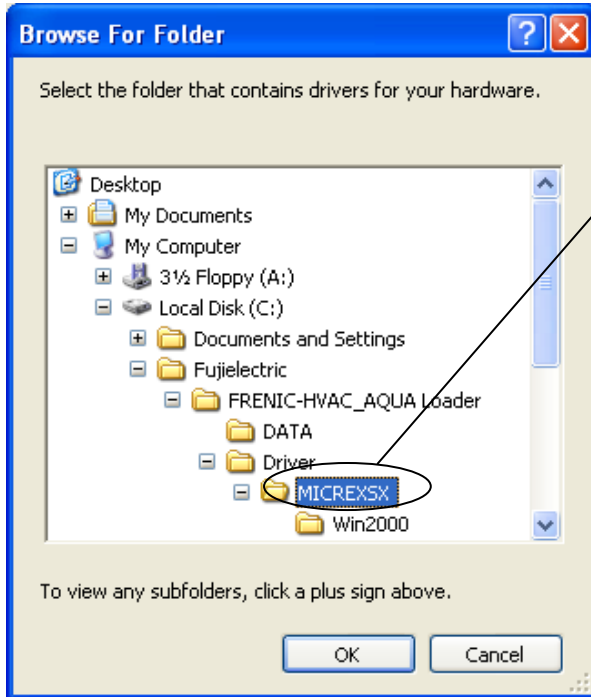 Browse For Folder
Select the folder that contains drivers for your hardware.
Desktop
My Documents
My Computer
3½ Floppy (A:)
Local Disk (C:)
Documents and Settings
Fujielectric
FRENIC-HVAC_AQUA Loader
DATA
Driver
MICREXSX
Win2000
To view any subfolders, click a plus sign above.
OK Cancel